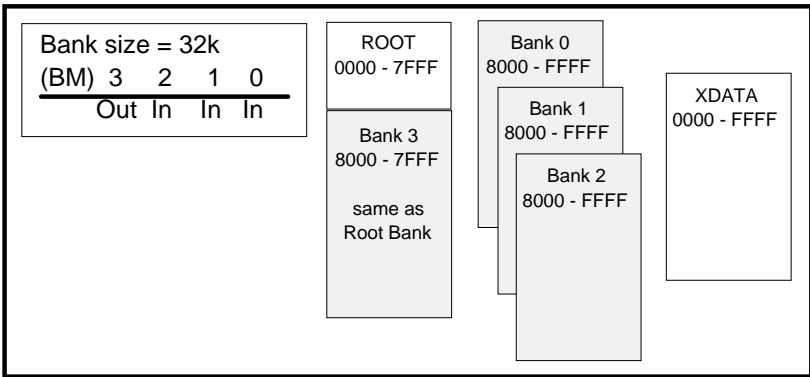 Bank size = 32k
(BM) 3 2 1 0
Out In In In
ROOT
0000 - 7FFF
Bank 3
8000 - 7FFF
same as
Root Bank
Bank 0
8000 - FFFF
Bank 1
8000 - FFFF
Bank 2
8000 - FFFF
XDATA
0000 - FFFF